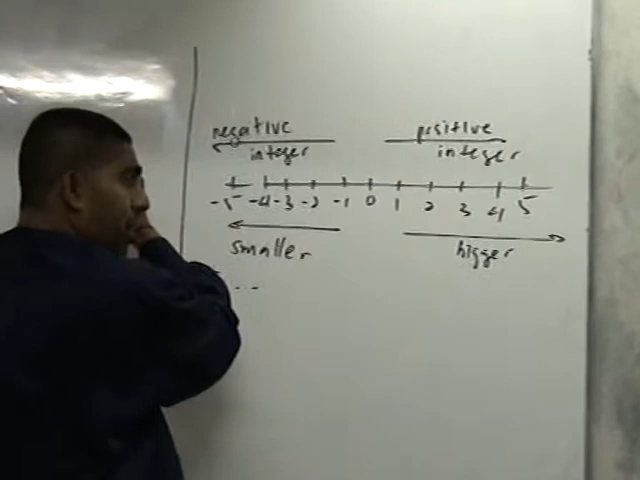 negative positive
integer integer
-5 -4 -3 -2 -1 0 1 2 3 4 5
smaller bigger
...